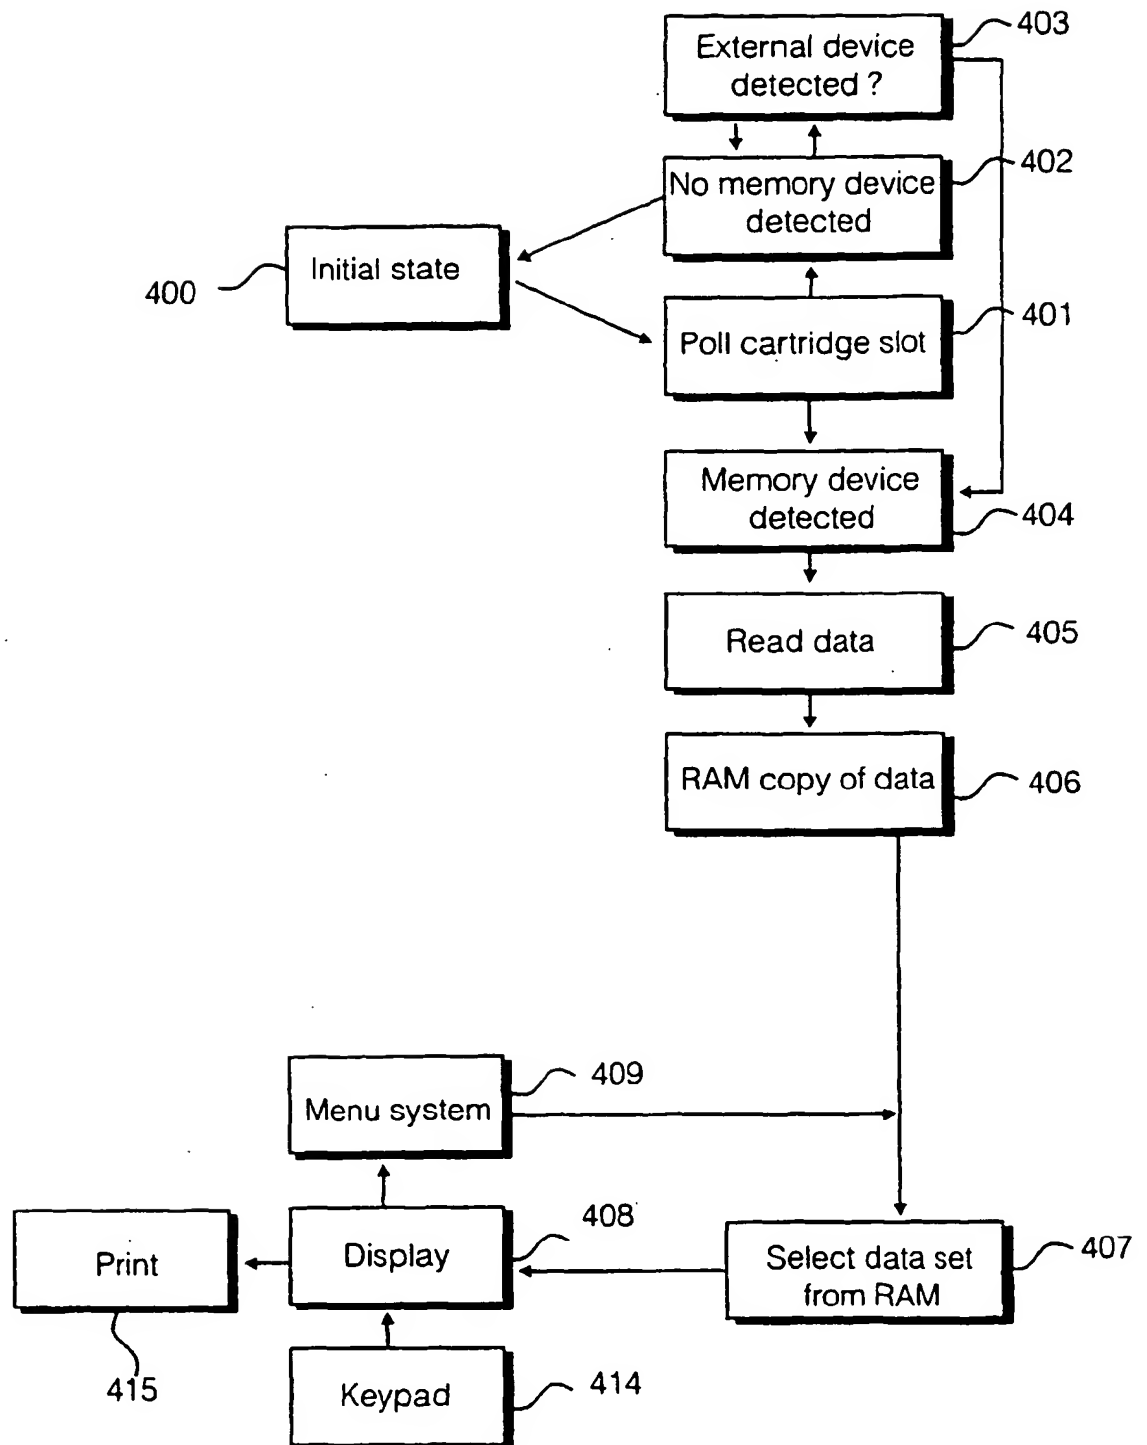 403
External device
detected ?
402
No memory device
detected
Initial state
400
401
Poll cartridge slot
Memory device
detected
404
405
Read data
RAM copy of data
406
409
Menu system
408
Display
Print
407
Select data set
from RAM
415
414
Keypad